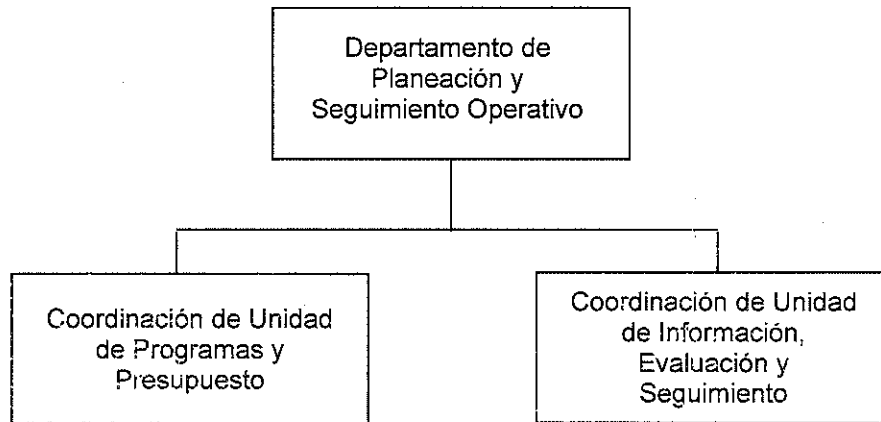 Departamento de
Planeación y
Seguimiento Operativo
Coordinación de Unidad
de Programas y
Presupuesto
Coordinación de Unidad
de Información,
Evaluación y
Seguimiento